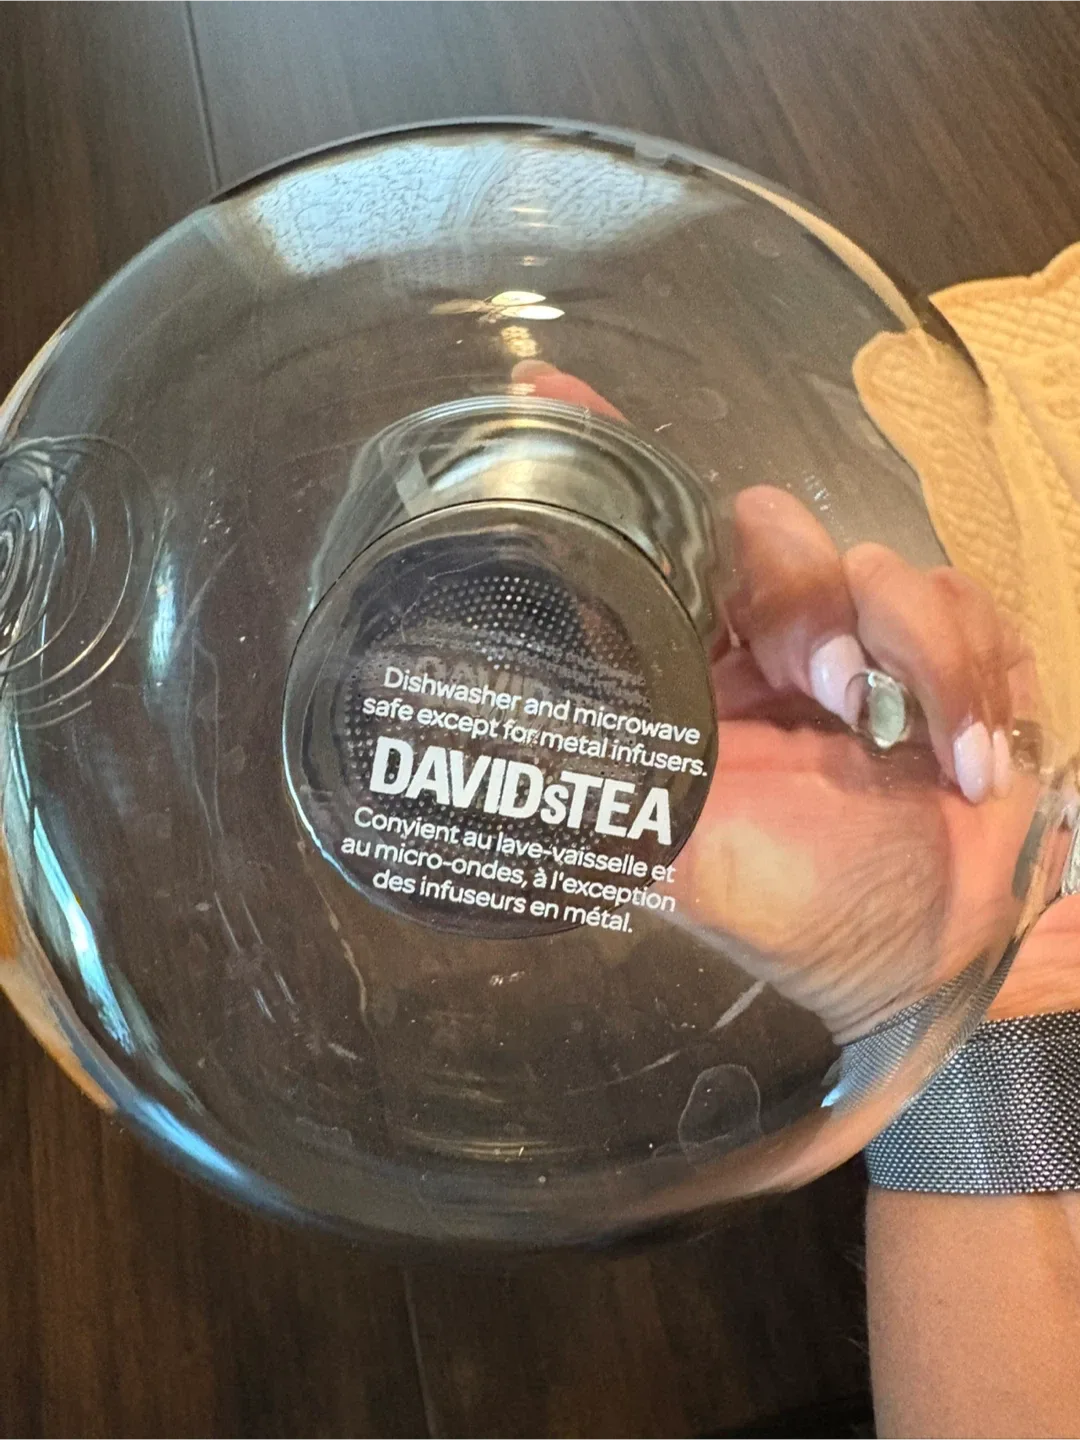 Dishwasher and microwave
safe except for metal infusers.
DAVIDsTEA
Convient au lave-vaisselle et
au micro-ondes, à l'exception
des infuseurs en métal.